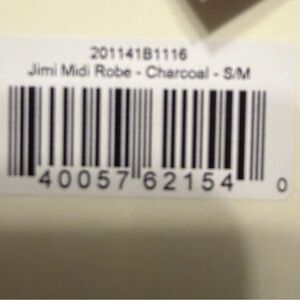 201141B1116
Jimi Midi Robe - Charcoal - S/M
40057 62154 0